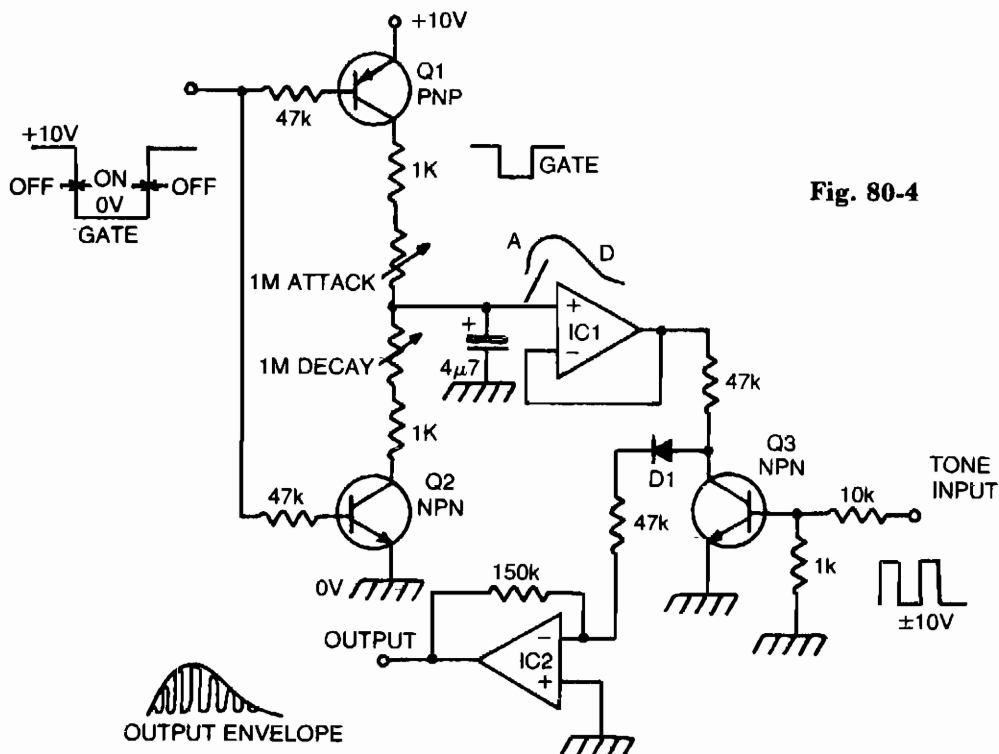 +10V
Q1
PNP
47k
+10V
OFF ON OFF
0V
GATE
1K
GATE
Fig. 80-4
1M ATTACK
A
D
+
IC1
−
+
4µ7
1M DECAY
1K
47k
Q3
NPN
TONE
INPUT
D1
10k
47k
Q2
NPN
47k
1k
0V
150k
±10V
OUTPUT
−
IC2
+
OUTPUT ENVELOPE